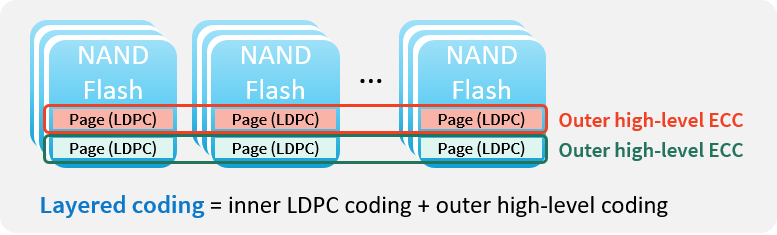 NAND
Flash
NAND
Flash
...
NAND
Flash
Page (LDPC)
Page (LDPC)
Page (LDPC)
Outer high-level ECC
Page (LDPC)
Page (LDPC)
Page (LDPC)
Outer high-level ECC
Layered coding = inner LDPC coding + outer high-level coding